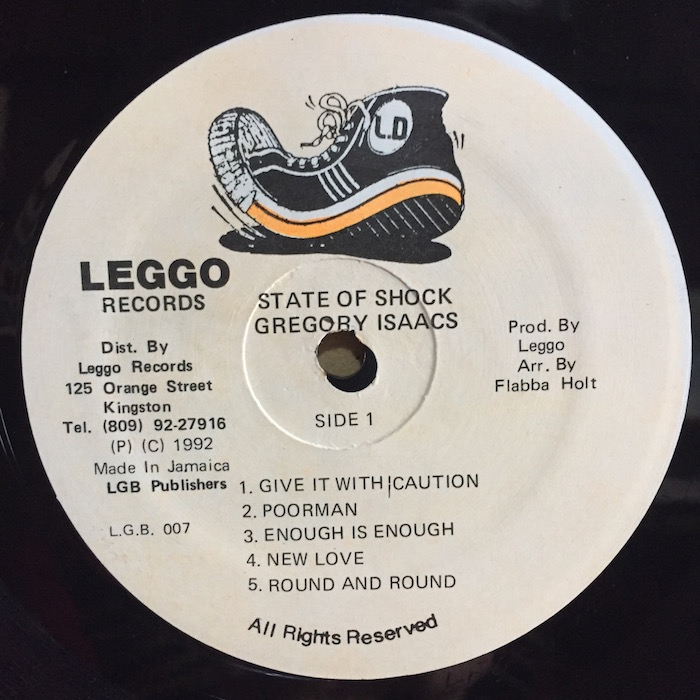 L.D
LEGGO
RECORDS
STATE OF SHOCK
GREGORY ISAACS
Prod. By
Leggo
Arr. By
Flabba Holt
Dist. By
Leggo Records
125 Orange Street
Kingston
Tel. (809) 92-27916
(P) (C) 1992
Made In Jamaica
LGB Publishers
L.G.B. 007
SIDE 1
1. GIVE IT WITH CAUTION
2. POORMAN
3. ENOUGH IS ENOUGH
4. NEW LOVE
5. ROUND AND ROUND
All Rights Reserved